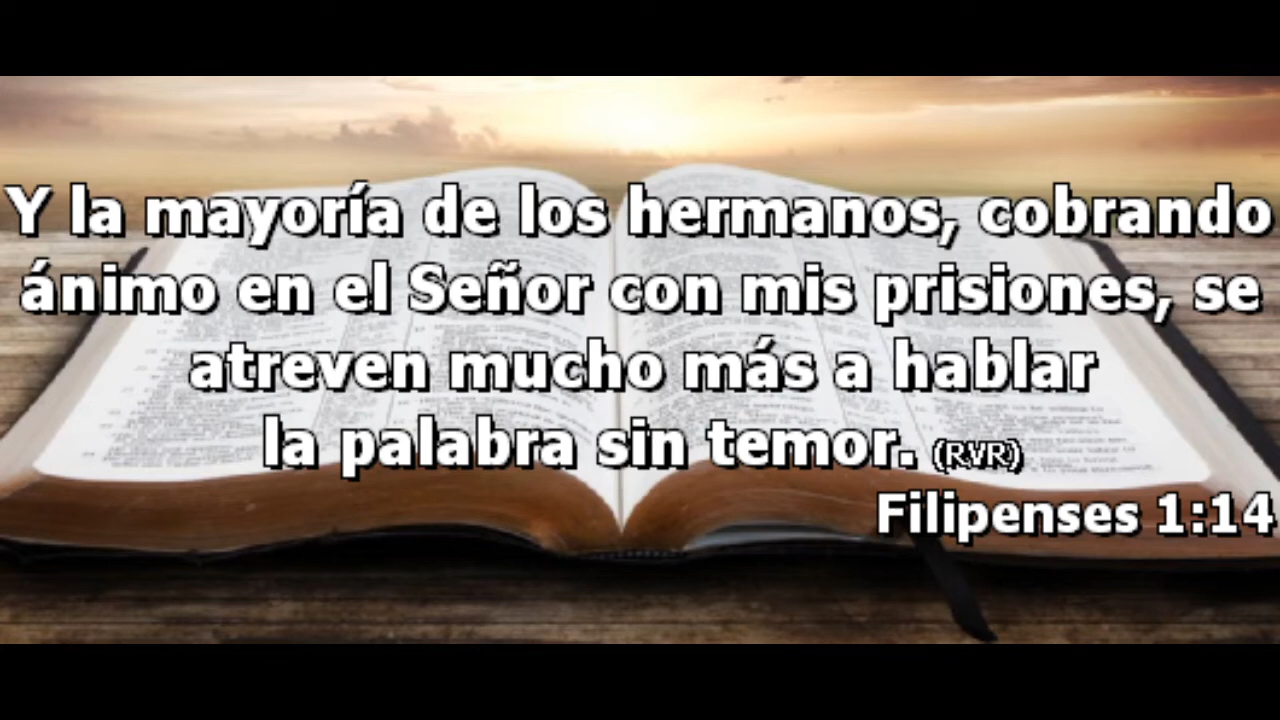 Y la mayoría de los hermanos, cobrando
ánimo en el Señor con mis prisiones, se
atreven mucho más a hablar
la palabra sin temor. (RVR)
Filipenses 1:14